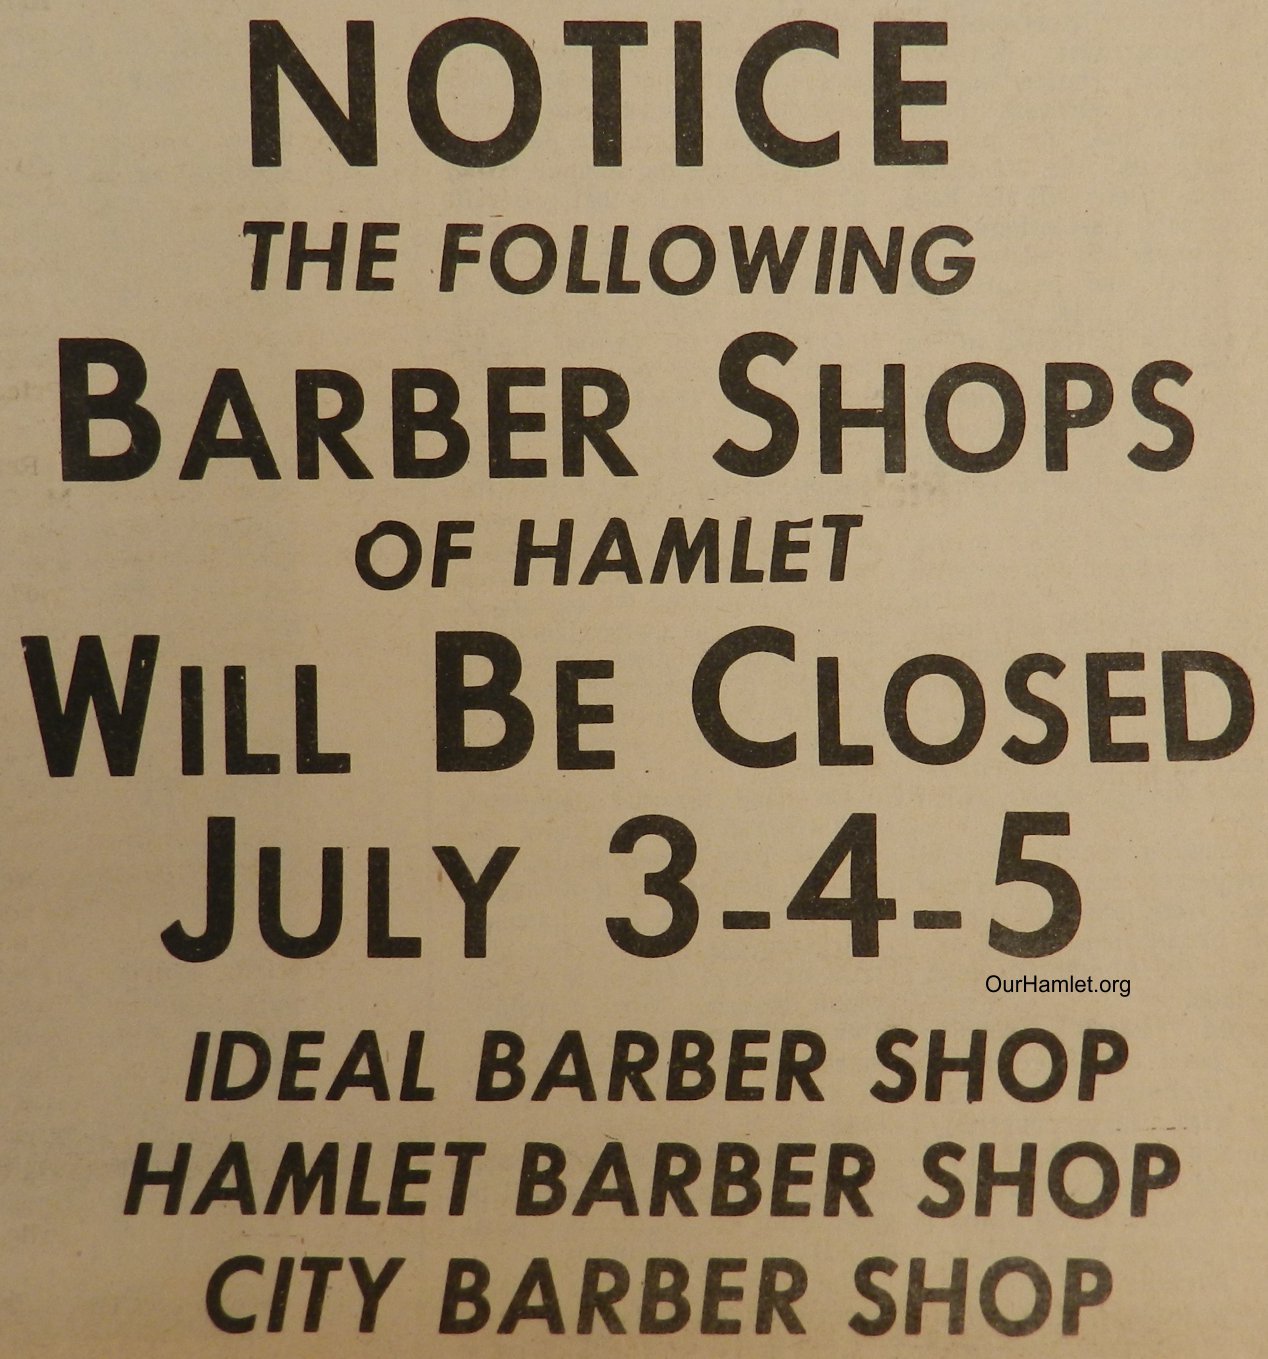 NOTICE
THE FOLLOWING
BARBER SHOPS
OF HAMLET
WILL BE CLOSED
JULY 3-4-5
OurHamlet.org
IDEAL BARBER SHOP
HAMLET BARBER SHOP
CITY BARBER SHOP